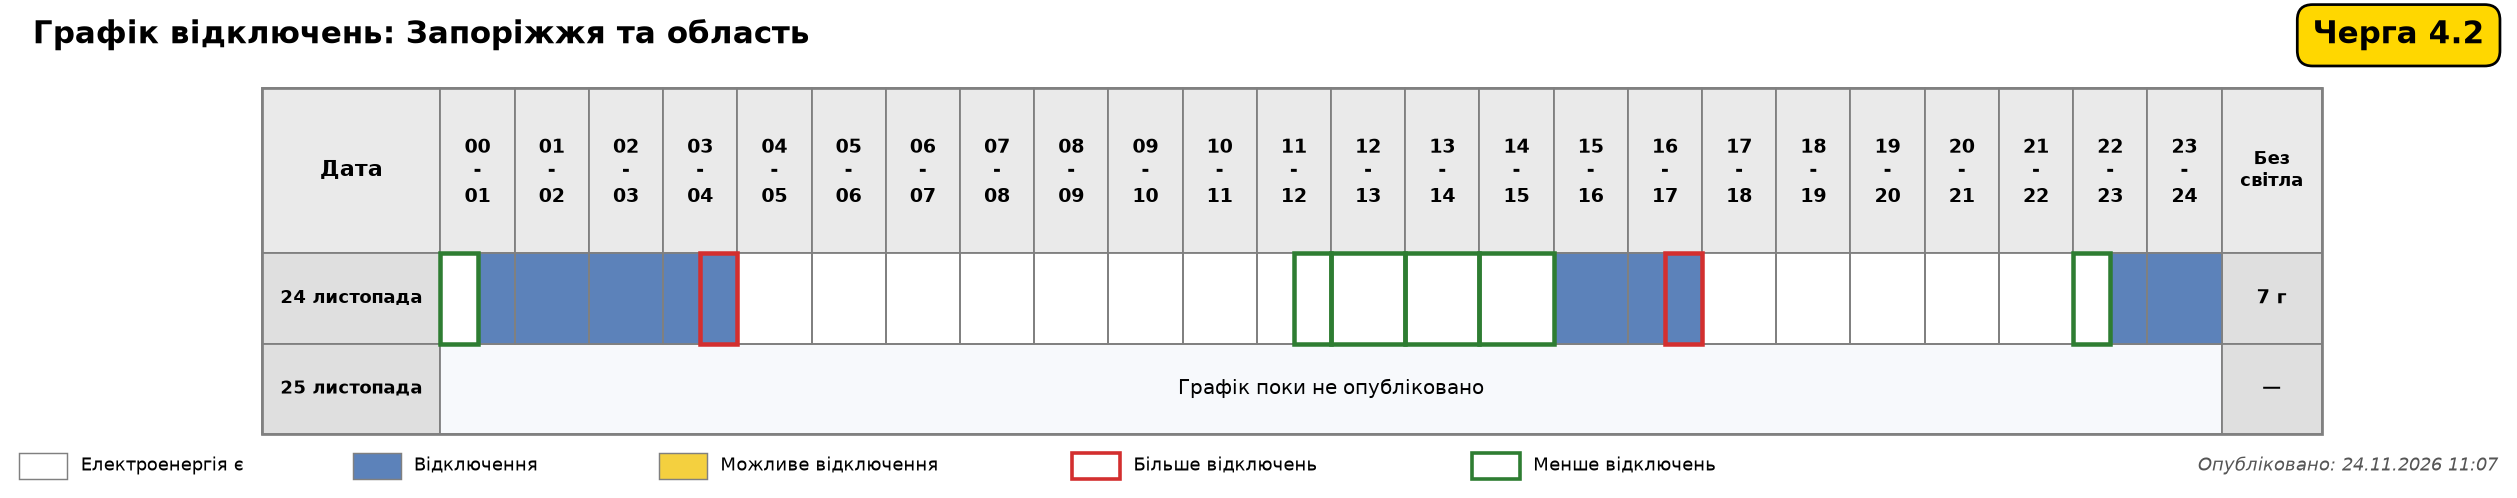 Графік відключень: Запоріжжя та область
Черга 4.2
Дата
00 - 01
01 - 02
02 - 03
03 - 04
04 - 05
05 - 06
06 - 07
07 - 08
08 - 09
09 - 10
10 - 11
11 - 12
12 - 13
13 - 14
14 - 15
15 - 16
16 - 17
17 - 18
18 - 19
19 - 20
20 - 21
21 - 22
22 - 23
23 - 24
Без
світла
24 листопада
7 г
25 листопада
Графік поки не опубліковано
—
Електроенергія є
Відключення
Можливе відключення
Більше відключень
Менше відключень
Опубліковано: 24.11.2026 11:07